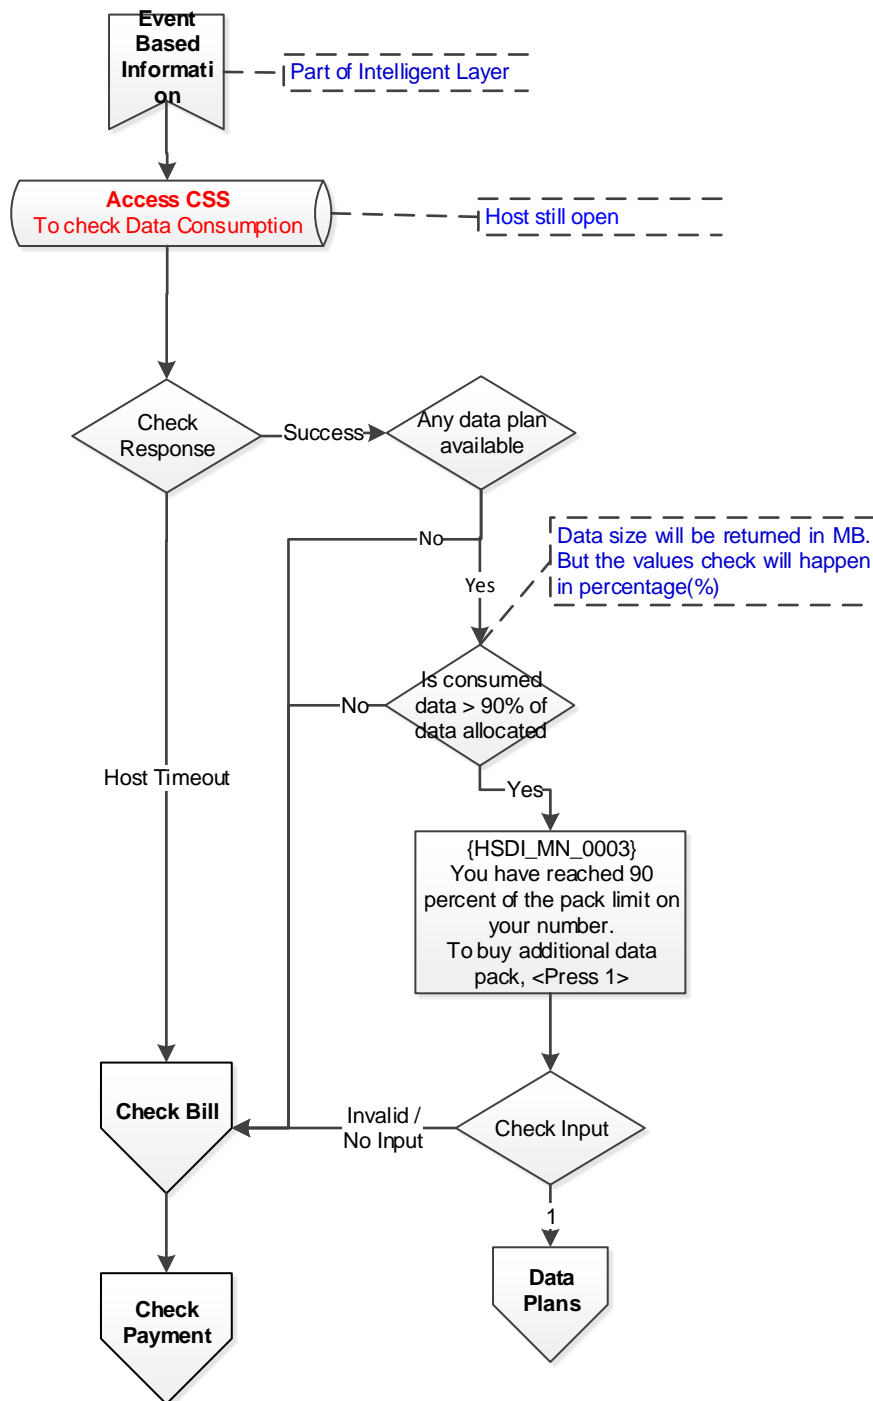 Event
Based
Informati
on
Part of Intelligent Layer
Access CSS
To check Data Consumption
Host still open
Check
Response
Success
Any data plan
available
No
Data size will be returned in MB.
But the values check will happen
in percentage(%)
Yes
Is consumed
data > 90% of
data allocated
No
Host Timeout
Yes
{HSDI_MN_0003}
You have reached 90
percent of the pack limit on
your number.
To buy additional data
pack, <Press 1>
Check Bill
Invalid /
No Input
Check Input
1
Data
Plans
Check
Payment